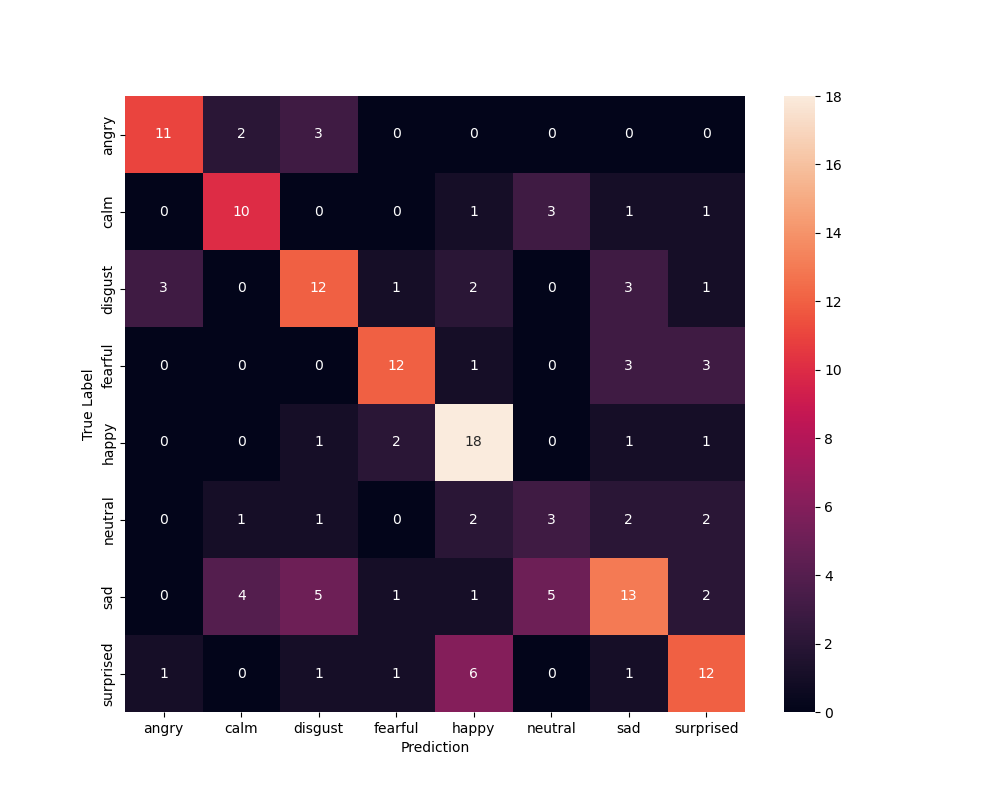 angry 11 2 3 0 0 0 0 0
calm 0 10 0 0 1 3 1 1
disgust 3 0 12 1 2 0 3 1
fearful 0 0 0 12 1 0 3 3
happy 0 0 1 2 18 0 1 1
neutral 0 1 1 0 2 3 2 2
sad 0 4 5 1 1 5 13 2
surprised 1 0 1 1 6 0 1 12
True Label
angry calm disgust fearful happy neutral sad surprised
Prediction
18
16
14
12
10
8
6
4
2
0